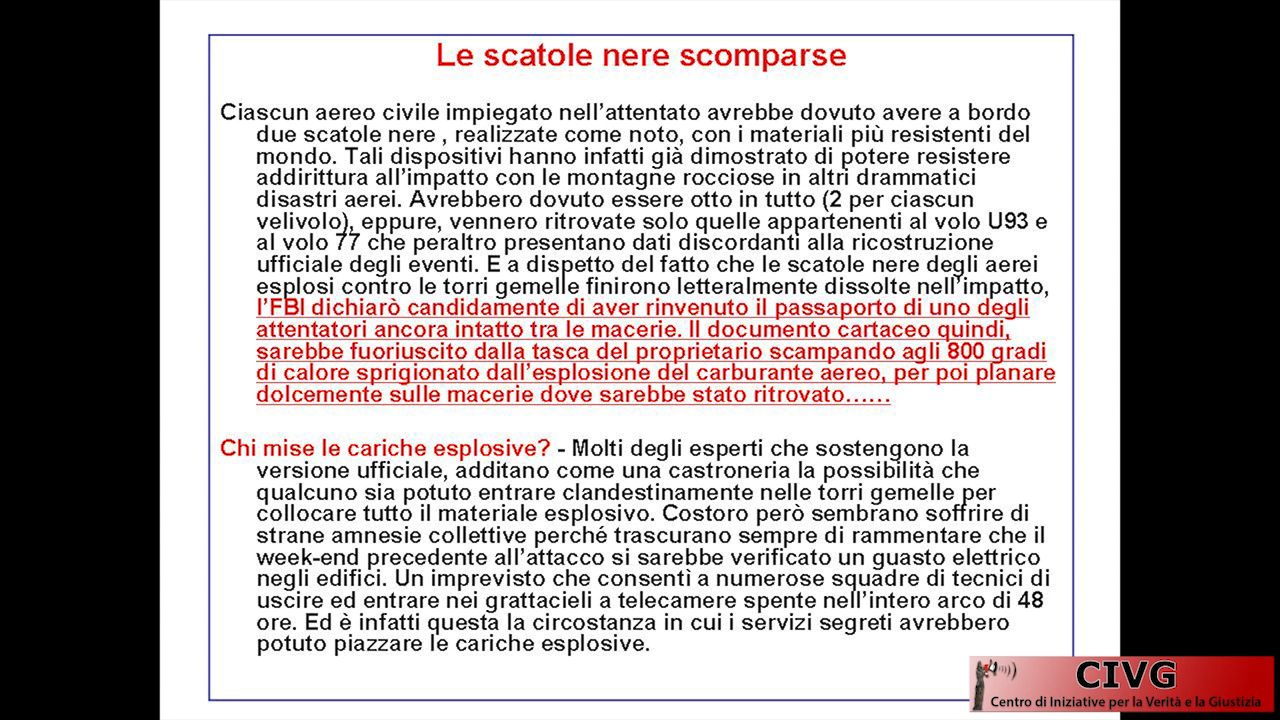 Le scatole nere scomparse
Ciascun aereo civile impiegato nell'attentato avrebbe dovuto avere a bordo
due scatole nere , realizzate come noto, con i materiali più resistenti del
mondo. Tali dispositivi hanno infatti già dimostrato di potere resistere
addirittura all'impatto con le montagne rocciose in altri drammatici
disastri aerei. Avrebbero dovuto essere otto in tutto (2 per ciascun
velivolo), eppure, vennero ritrovate solo quelle appartenenti al volo U93 e
al volo 77 che peraltro presentano dati discordanti alla ricostruzione
ufficiale degli eventi. E a dispetto del fatto che le scatole nere degli aerei
esplosi contro le torri gemelle finirono letteralmente dissolte nell'impatto,
l'FBI dichiarò candidamente di aver rinvenuto il passaporto di uno degli
attentatori ancora intatto tra le macerie. Il documento cartaceo quindi,
sarebbe fuoriuscito dalla tasca del proprietario scampando agli 800 gradi
di calore sprigionato dall'esplosione del carburante aereo, per poi planare
dolcemente sulle macerie dove sarebbe stato ritrovato......
Chi mise le cariche esplosive? - Molti degli esperti che sostengono la
versione ufficiale, additano come una castroneria la possibilità che
qualcuno sia potuto entrare clandestinamente nelle torri gemelle per
collocare tutto il materiale esplosivo. Costoro però sembrano soffrire di
strane amnesie collettive perché trascurano sempre di rammentare che il
week-end precedente all'attacco si sarebbe verificato un guasto elettrico
negli edifici. Un imprevisto che consentì a numerose squadre di tecnici di
uscire ed entrare nei grattacieli a telecamere spente nell'intero arco di 48
ore. Ed è infatti questa la circostanza in cui i servizi segreti avrebbero
potuto piazzare le cariche esplosive.
CIVG
Centro di Iniziative per la Verità e la Giustizia